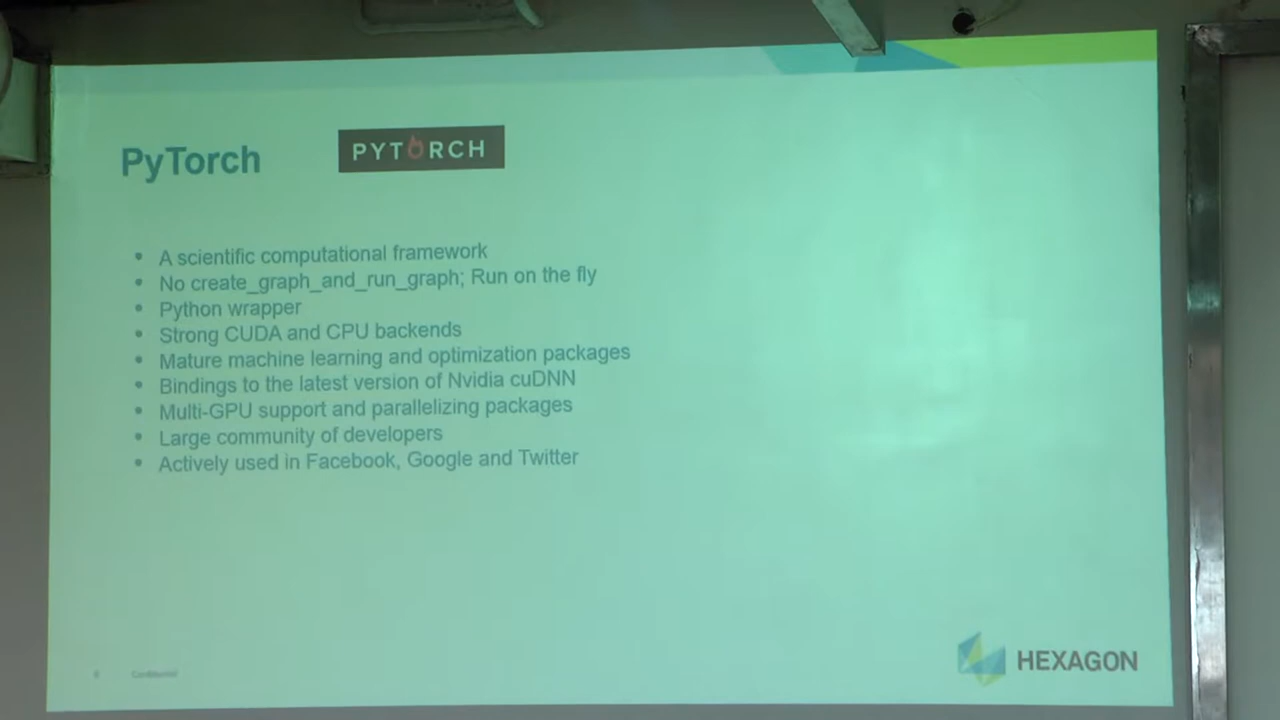 PyTorch
PYTORCH
• A scientific computational framework
• No create_graph_and_run_graph; Run on the fly
• Python wrapper
• Strong CUDA and CPU backends
• Mature machine learning and optimization packages
• Bindings to the latest version of Nvidia cuDNN
• Multi-GPU support and parallelizing packages
• Large community of developers
• Actively used in Facebook, Google and Twitter
Confidential
HEXAGON